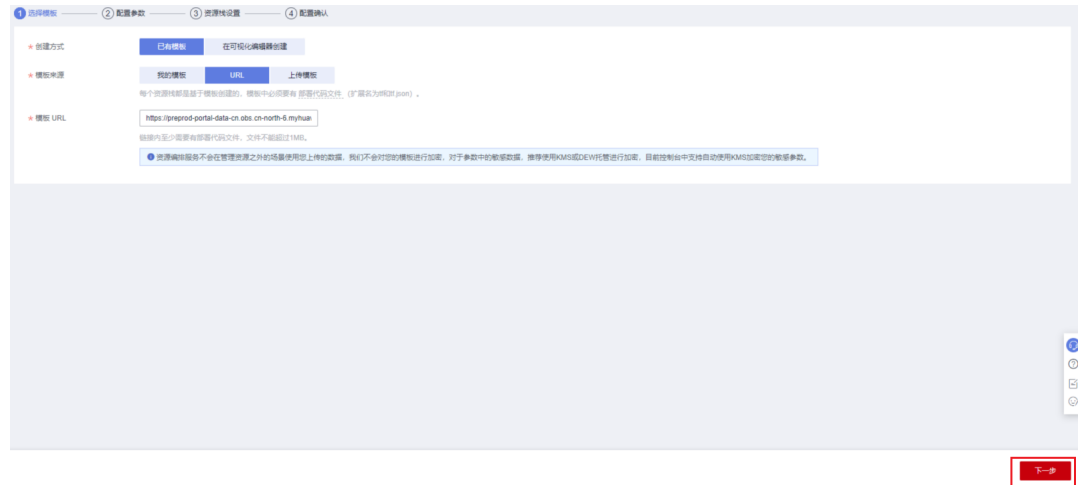 1 选择模板 2 配置参数 3 资源栈设置 4 配置确认
* 创建方式 已有模板 在可视化编辑器创建
* 模板来源 我的模板 URL 上传模板
每个资源栈都是基于模板创建的，模板中必须要有 部署代码文件（扩展名为tf和tf.json）。
* 模板 URL https://preprod-portal-data-cn.obs.cn-north-6.myhua
链接内至少需要有部署代码文件，文件不能超过1MB。
资源编排服务不会在管理资源之外的场景使用您上传的数据，我们不会对您的模板进行加密，对于参数中的敏感数据，推荐使用KMS或DEW托管进行加密，目前控制台中支持自动使用KMS加密您的敏感参数。
下一步